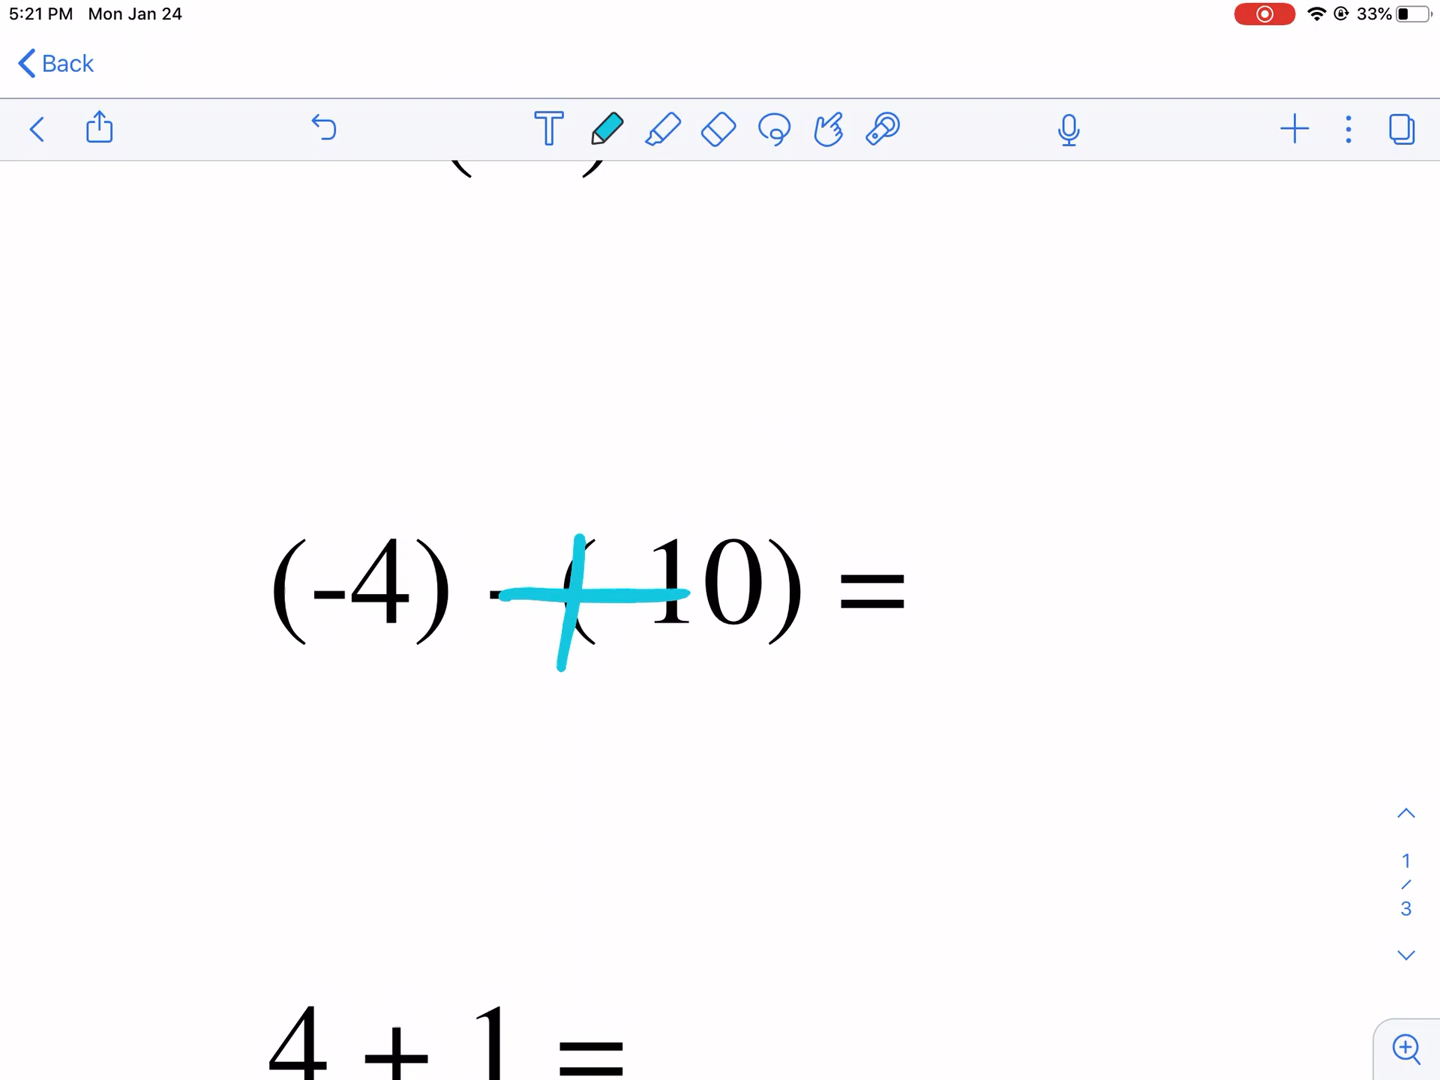 5:21 PM Mon Jan 24 33%
Back
T
( )
(-4) - ( 10) =
1
/
3
4 + 1 =